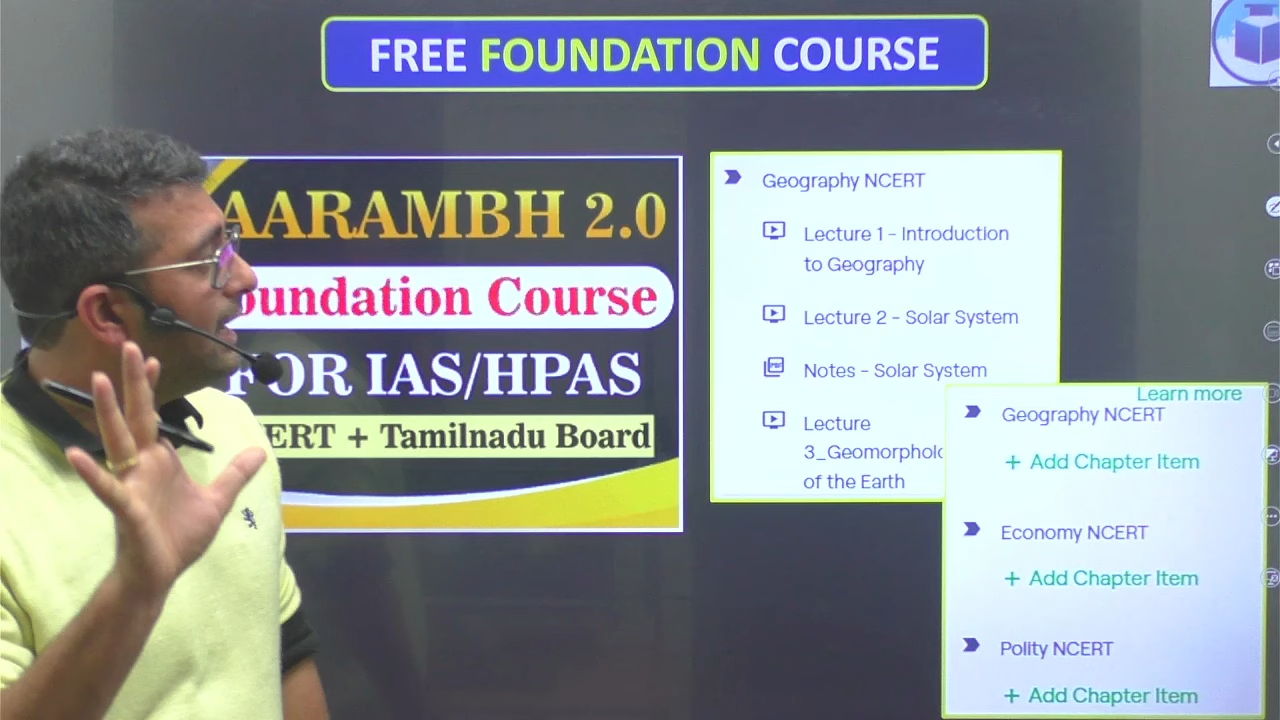 FREE FOUNDATION COURSE
AARAMBH 2.0
oundation Course
FOR IAS/HPAS
ERT + Tamilnadu Board
Geography NCERT
Lecture 1 - Introduction
to Geography
Lecture 2 - Solar System
Notes - Solar System
Lecture
3_Geomorpholo
of the Earth
Learn more
Geography NCERT
+ Add Chapter Item
Economy NCERT
+ Add Chapter Item
Polity NCERT
+ Add Chapter Item